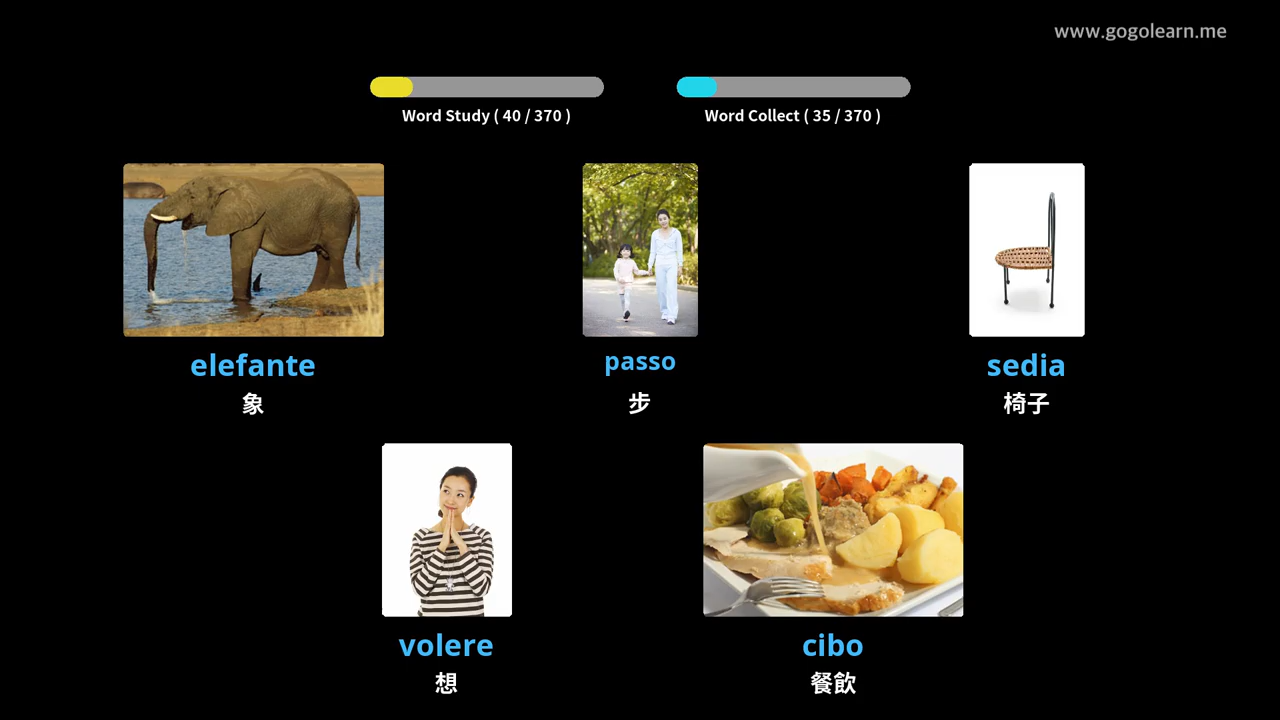 www.gogolearn.me
Word Study ( 40 / 370 )
Word Collect ( 35 / 370 )
elefante
象
passo
步
sedia
椅子
volere
想
cibo
餐飲